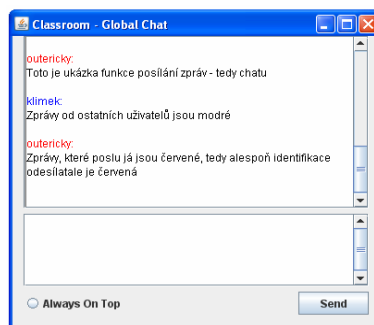 Classroom - Global Chat
outericky:
Toto je ukázka funkce posílání zpráv - tedy chatu
klimek:
Zprávy od ostatních uživatelů jsou modré
outericky:
Zprávy, které poslu já jsou červené, tedy alespoň identifikace
odesílatale je červená
Always On Top
Send